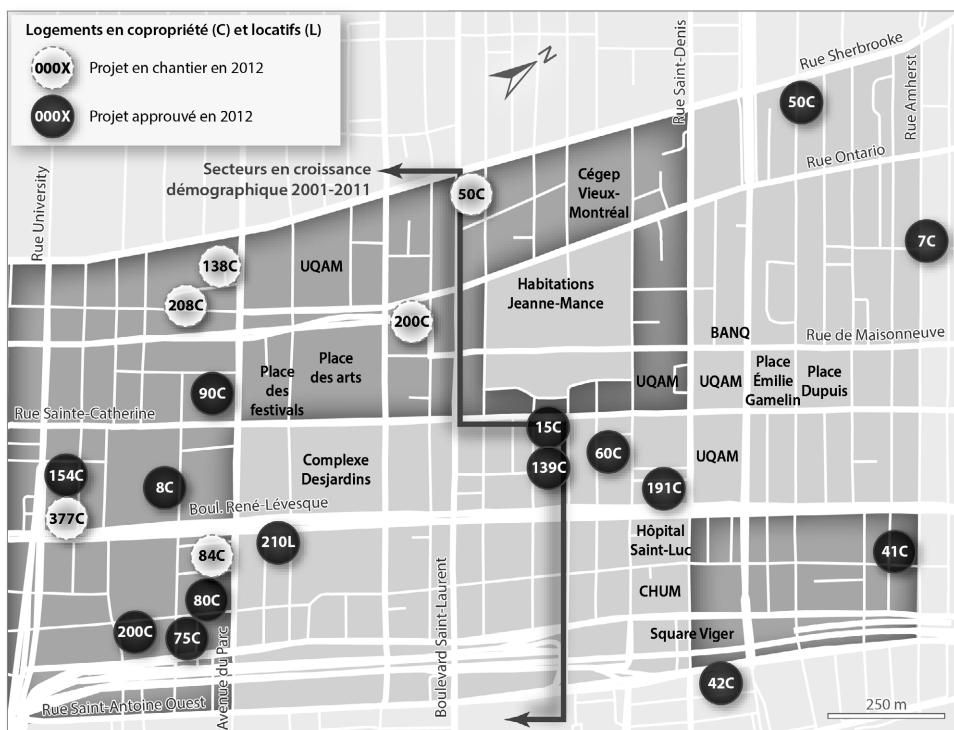 Logements en copropriété (C) et locatifs (L)
000X Projet en chantier en 2012
000X Projet approuvé en 2012
N
Rue Saint-Denis
Rue Sherbrooke
50C
Rue Amherst
Rue Ontario
Secteurs en croissance
démographique 2001-2011
50C
Cégep
Vieux-
Montréal
Rue University
7C
138C
UQAM
208C
200C
Habitations
Jeanne-Mance
BANQ
Rue de Maisonneuve
Place
des arts
Place
des
festivals
90C
UQAM
UQAM
Place
Émilie
Gamelin
Place
Dupuis
Rue Sainte-Catherine
15C
139C
60C
UQAM
191C
Complexe
Desjardins
154C
8C
377C
Boul. René-Lévesque
210L
84C
Hôpital
Saint-Luc
41C
80C
CHUM
200C
75C
Square Viger
Avenue du Parc
Boulevard Saint-Laurent
42C
Rue Saint-Antoine Ouest
250 m